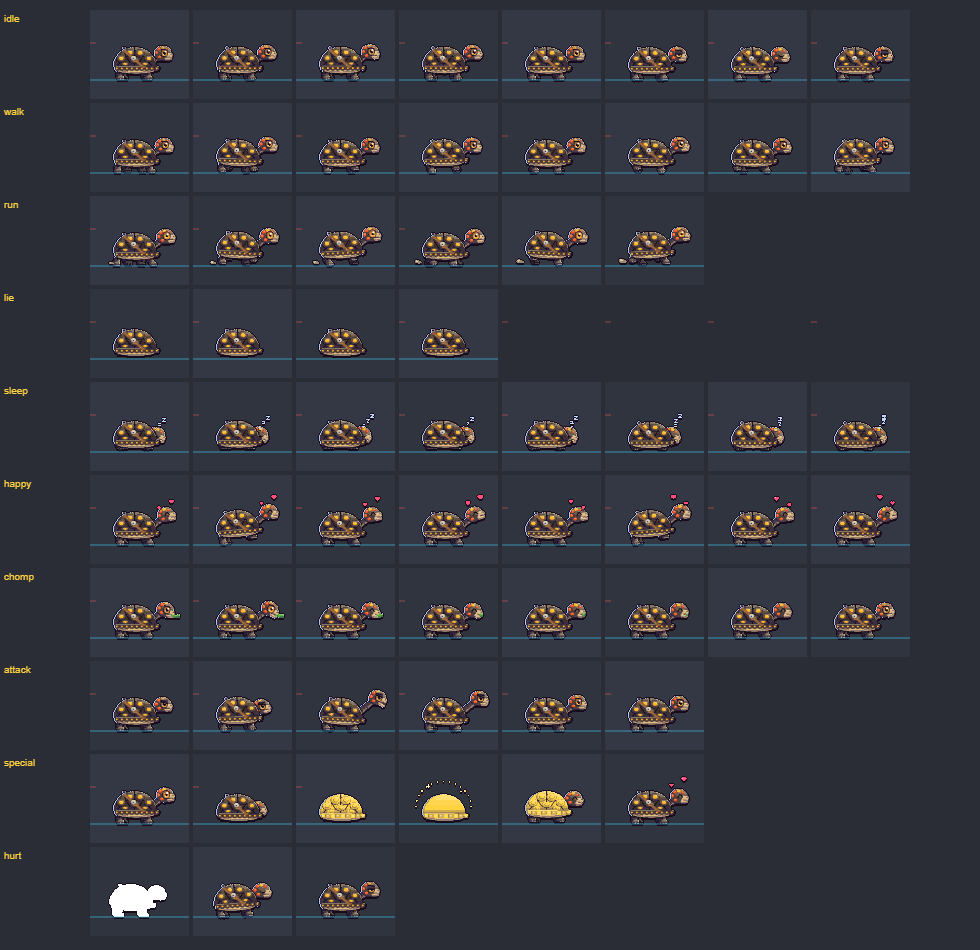 idle
walk
run
lie
sleep
z
z
z
z
z
z
z
happy
chomp
attack
special
hurt